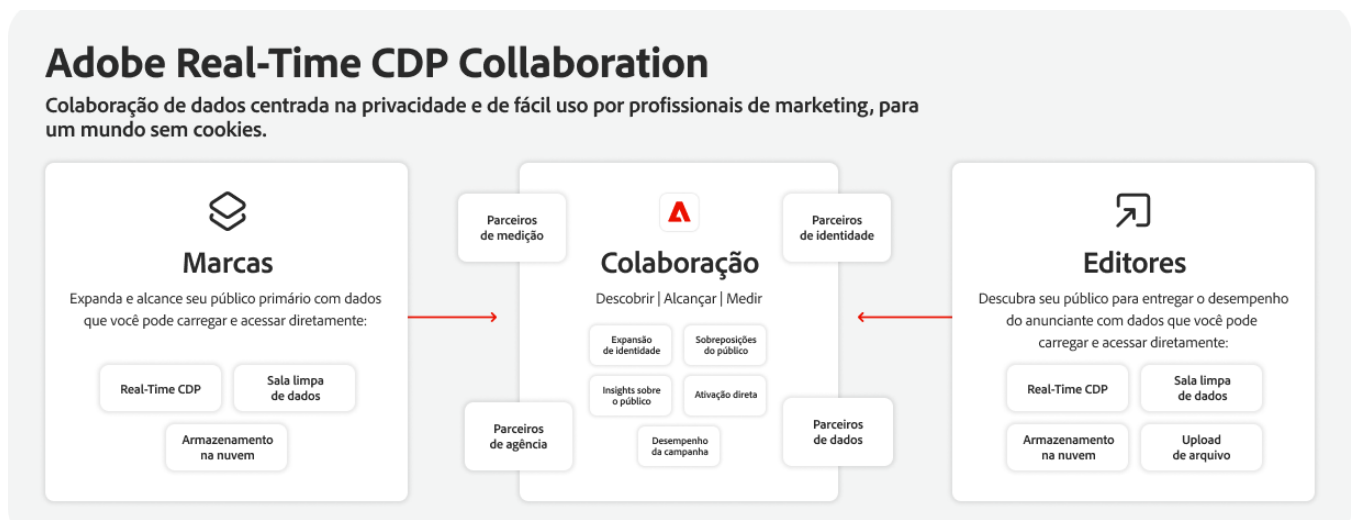 Adobe Real-Time CDP Collaboration
Colaboração de dados centrada na privacidade e de fácil uso por profissionais de marketing, para
um mundo sem cookies.
Marcas
Expanda e alcance seu público primário com dados
que você pode carregar e acessar diretamente:
Real-Time CDP
Sala limpa
de dados
Armazenamento
na nuvem
Parceiros
de medição
Parceiros
de identidade
Colaboração
Descobrir | Alcançar | Medir
Expansão
de identidade
Sobreposições
do público
Insights sobre
o público
Ativação direta
Desempenho
da campanha
Parceiros
de agência
Parceiros
de dados
Editores
Descubra seu público para entregar o desempenho
do anunciante com dados que você pode
carregar e acessar diretamente:
Real-Time CDP
Sala limpa
de dados
Armazenamento
na nuvem
Upload
de arquivo